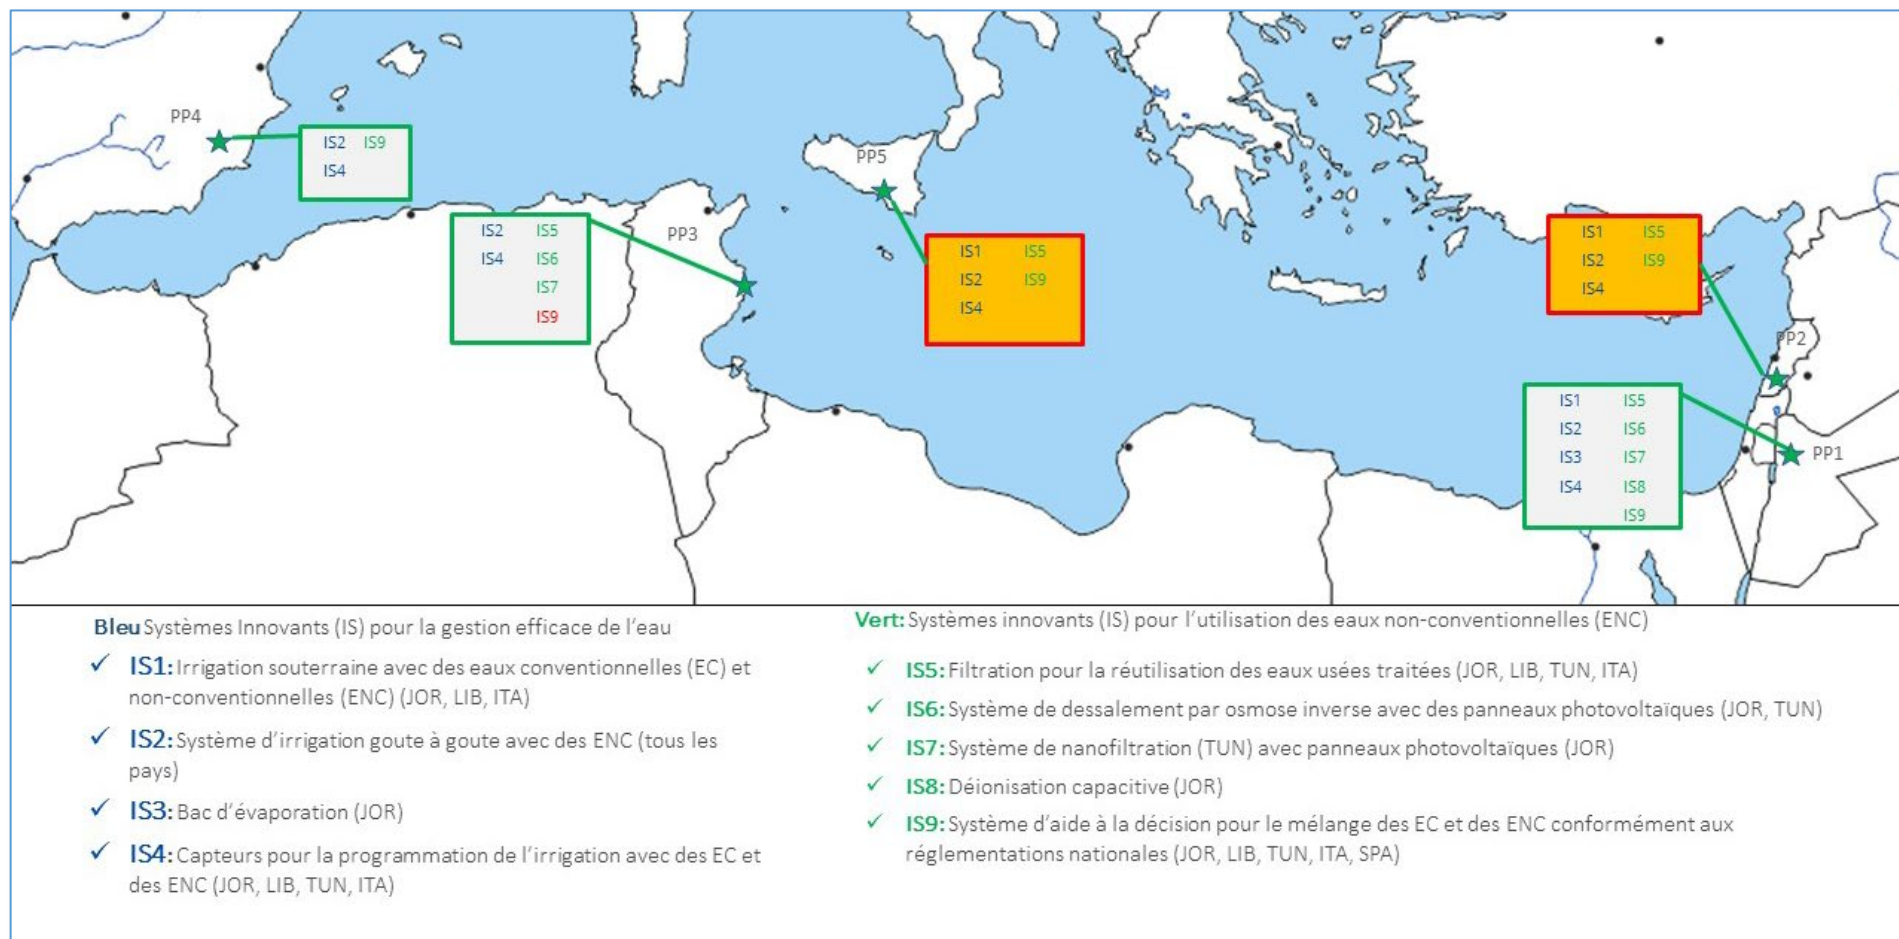 PP4
IS2 IS9
IS4
PP3
IS2 IS5
IS4 IS6
IS7
IS9
PP5
IS1 IS5
IS2 IS9
IS4
IS1 IS5
IS2 IS9
IS4
PP2
IS1 IS5
IS2 IS6
IS3 IS7
IS4 IS8
IS9
PP1
Bleu Systèmes Innovants (IS) pour la gestion efficace de l'eau
✓ IS1: Irrigation souterraine avec des eaux conventionnelles (EC) et
non-conventionnelles (ENC) (JOR, LIB, ITA)
✓ IS2: Système d'irrigation goute à goute avec des ENC (tous les
pays)
✓ IS3: Bac d'évaporation (JOR)
✓ IS4: Capteurs pour la programmation de l'irrigation avec des EC et
des ENC (JOR, LIB, TUN, ITA)
Vert: Systèmes innovants (IS) pour l'utilisation des eaux non-conventionnelles (ENC)
✓ IS5: Filtration pour la réutilisation des eaux usées traitées (JOR, LIB, TUN, ITA)
✓ IS6: Système de dessalement par osmose inverse avec des panneaux photovoltaïques (JOR, TUN)
✓ IS7: Système de nanofiltration (TUN) avec panneaux photovoltaïques (JOR)
✓ IS8: Déionisation capacitive (JOR)
✓ IS9: Système d'aide à la décision pour le mélange des EC et des ENC conformément aux
réglementations nationales (JOR, LIB, TUN, ITA, SPA)